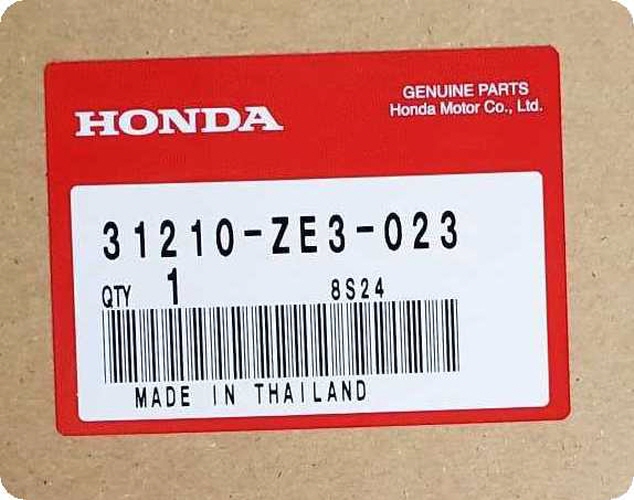 HONDA
GENUINE PARTS
Honda Motor Co., Ltd.
31210-ZE3-023
QTY 1 8S24
MADE IN THAILAND